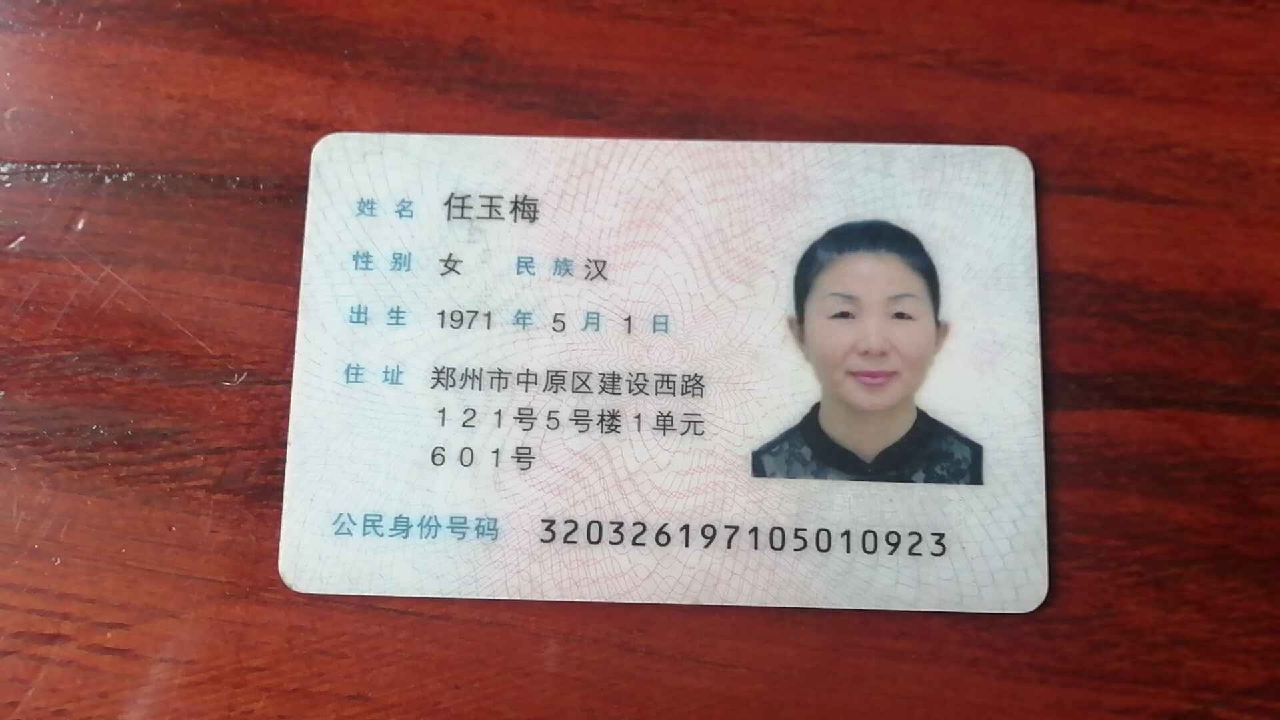 姓名 任玉梅
性别 女 民族 汉
出生 1971 年 5 月 1 日
住址 郑州市中原区建设西路
121号5号楼1单元
601号
公民身份号码 320326197105010923